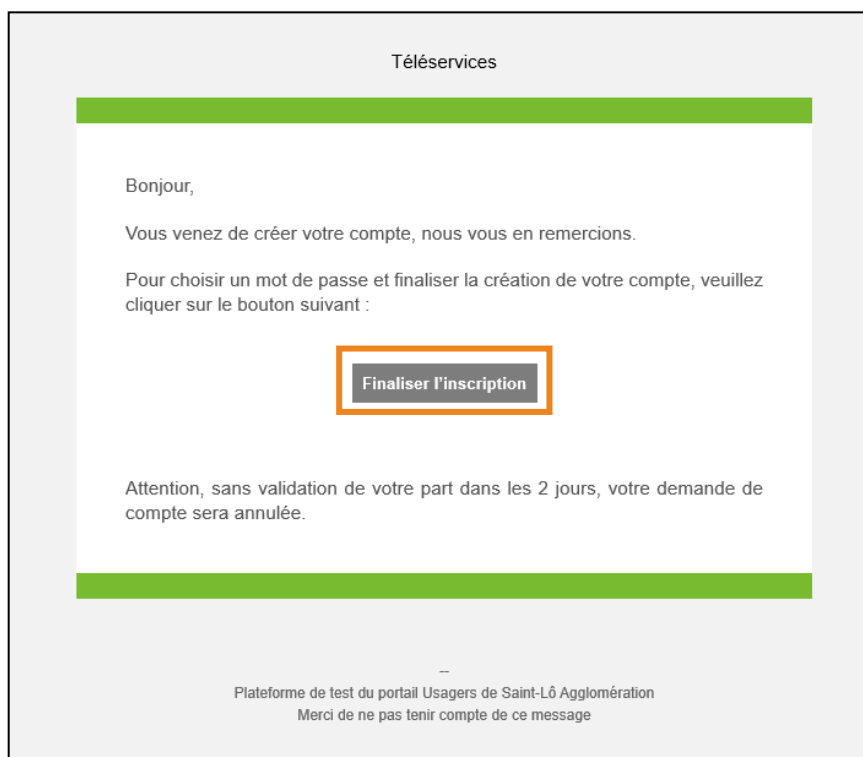 Téléservices
Bonjour,
Vous venez de créer votre compte, nous vous en remercions.
Pour choisir un mot de passe et finaliser la création de votre compte, veuillez
cliquer sur le bouton suivant :
Finaliser l'inscription
Attention, sans validation de votre part dans les 2 jours, votre demande de
compte sera annulée.
--
Plateforme de test du portail Usagers de Saint-Lô Agglomération
Merci de ne pas tenir compte de ce message